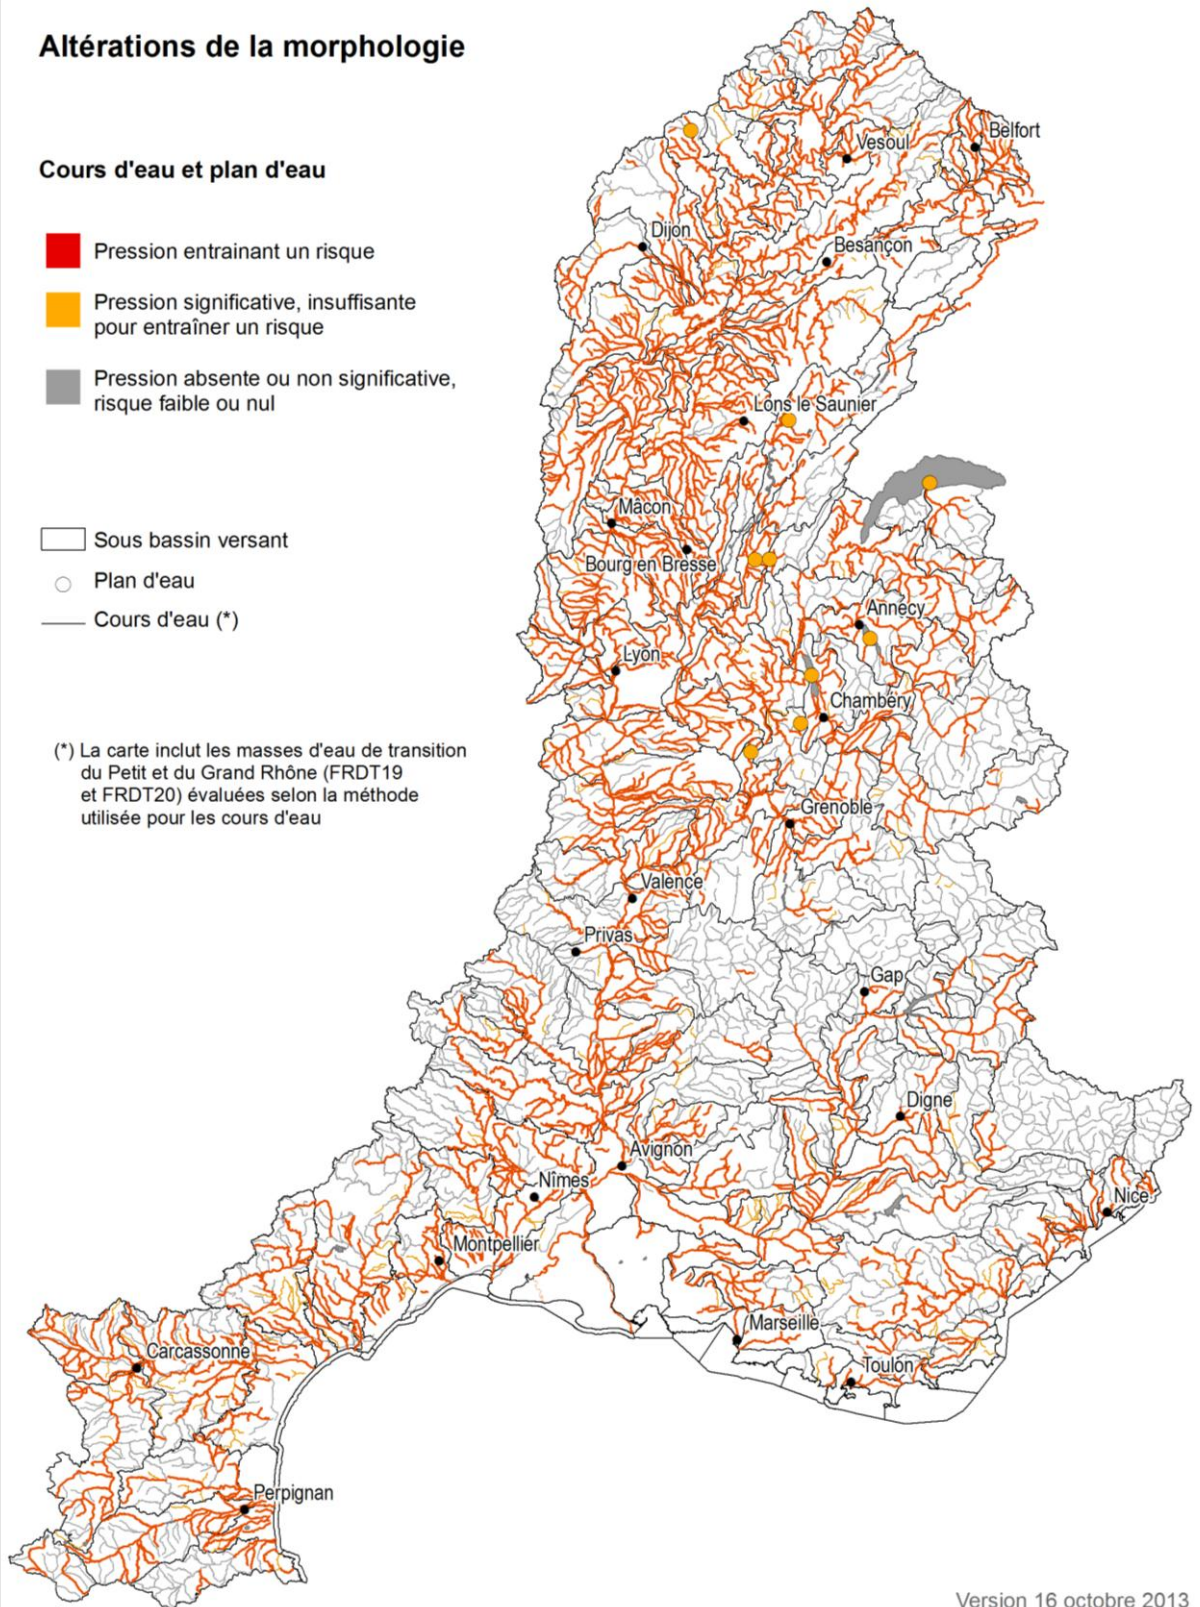 Altérations de la morphologie
Cours d'eau et plan d'eau
Pression entrainant un risque
Pression significative, insuffisante
pour entraîner un risque
Pression absente ou non significative,
risque faible ou nul
Sous bassin versant
Plan d'eau
Cours d'eau (*)
(*) La carte inclut les masses d'eau de transition
du Petit et du Grand Rhône (FRDT19
et FRDT20) évaluées selon la méthode
utilisée pour les cours d'eau
Belfort
Vesoul
Dijon
Besançon
Lons le Saunier
Mâcon
Bourg en Bresse
Annecy
Lyon
Chambéry
Grenoble
Valence
Privas
Gap
Digne
Avignon
Nîmes
Nice
Montpellier
Marseille
Carcassonne
Toulon
Perpignan
Version 16 octobre 2013